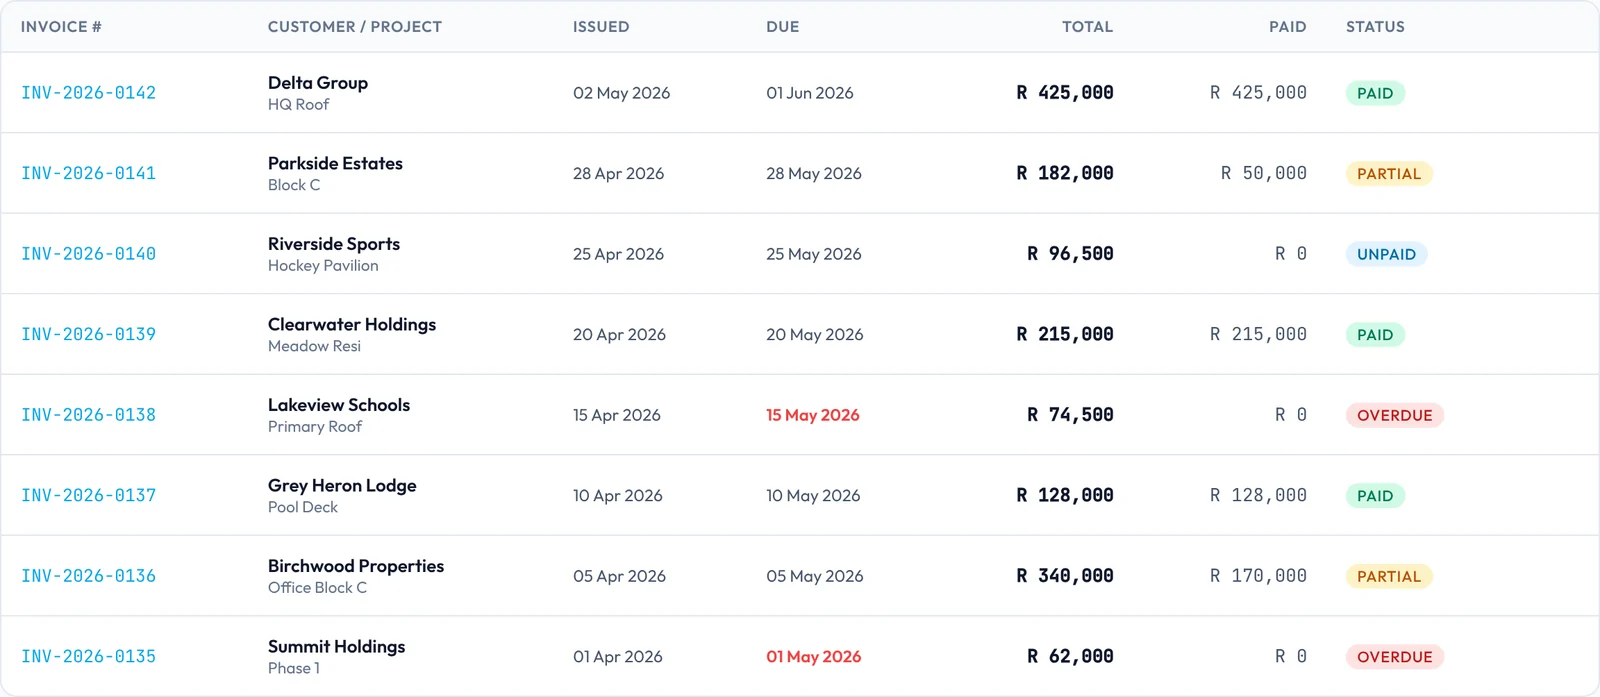 INVOICE # CUSTOMER / PROJECT ISSUED DUE TOTAL PAID STATUS
INV-2026-0142 Delta Group 02 May 2026 01 Jun 2026 R 425,000 R 425,000 PAID
HQ Roof
INV-2026-0141 Parkside Estates 28 Apr 2026 28 May 2026 R 182,000 R 50,000 PARTIAL
Block C
INV-2026-0140 Riverside Sports 25 Apr 2026 25 May 2026 R 96,500 R 0 UNPAID
Hockey Pavilion
INV-2026-0139 Clearwater Holdings 20 Apr 2026 20 May 2026 R 215,000 R 215,000 PAID
Meadow Resi
INV-2026-0138 Lakeview Schools 15 Apr 2026 15 May 2026 R 74,500 R 0 OVERDUE
Primary Roof
INV-2026-0137 Grey Heron Lodge 10 Apr 2026 10 May 2026 R 128,000 R 128,000 PAID
Pool Deck
INV-2026-0136 Birchwood Properties 05 Apr 2026 05 May 2026 R 340,000 R 170,000 PARTIAL
Office Block C
INV-2026-0135 Summit Holdings 01 Apr 2026 01 May 2026 R 62,000 R 0 OVERDUE
Phase 1